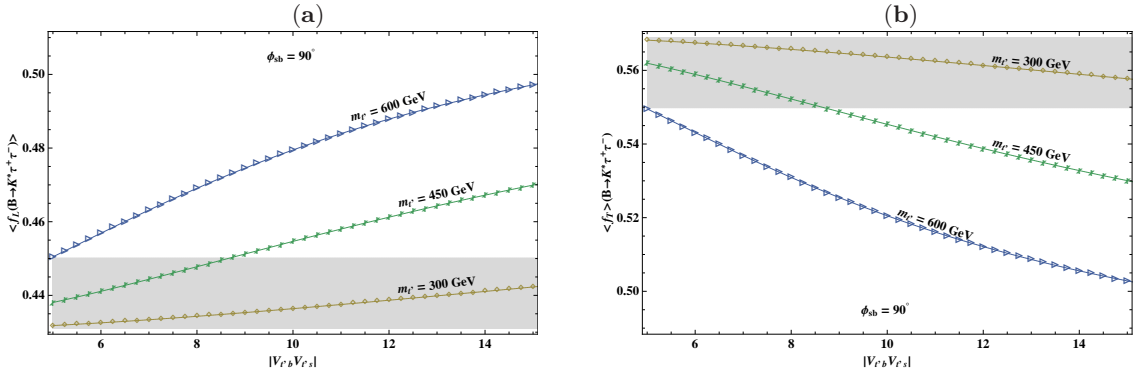 (a)
ϕsb = 90°
mt' = 600 GeV
mt' = 450 GeV
mt' = 300 GeV
<fL(B→K*τ+τ−)>
0.50
0.48
0.46
0.44
6 8 10 12 14
|Vt'b Vt's|
(b)
mt' = 300 GeV
mt' = 450 GeV
mt' = 600 GeV
ϕsb = 90°
<fT>(B→K*τ+τ−)
0.56
0.54
0.52
0.50
6 8 10 12 14
|Vt'b Vt's|